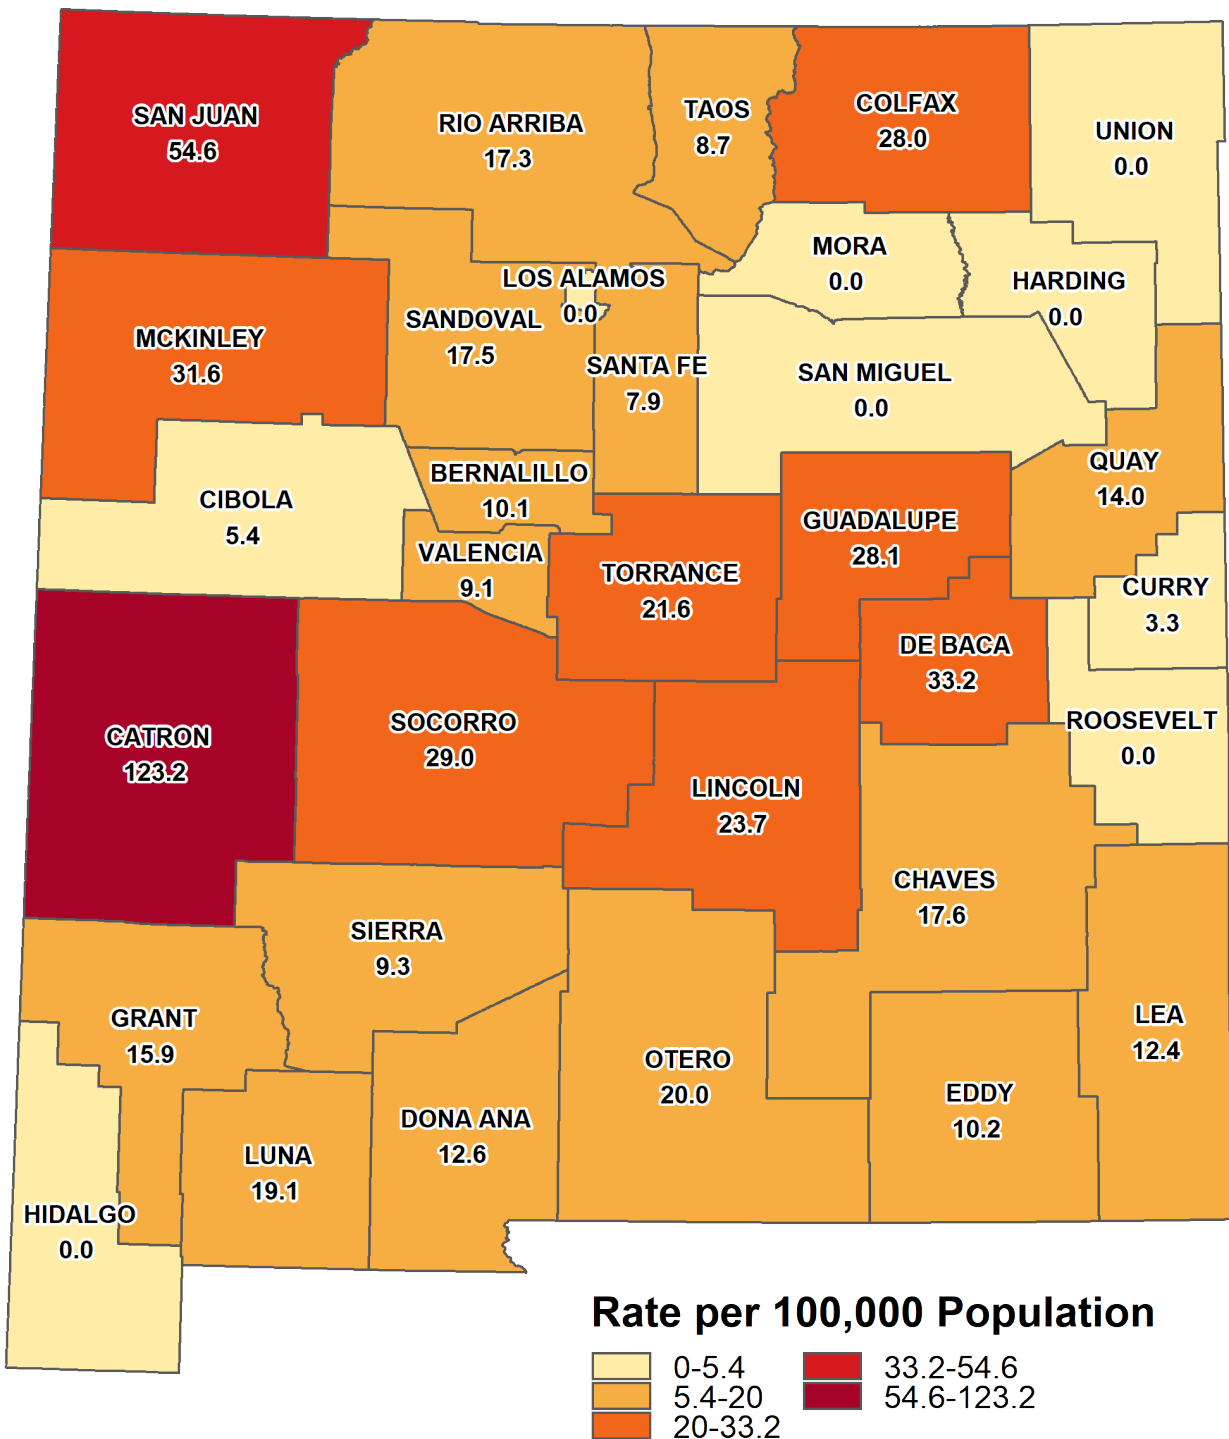 SAN JUAN
54.6
RIO ARRIBA
17.3
TAOS
8.7
COLFAX
28.0
UNION
0.0
MORA
0.0
HARDING
0.0
LOS ALAMOS
0.0
SANDOVAL
17.5
MCKINLEY
31.6
SANTA FE
7.9
SAN MIGUEL
0.0
QUAY
14.0
BERNALILLO
10.1
CIBOLA
5.4
GUADALUPE
28.1
VALENCIA
9.1
TORRANCE
21.6
CURRY
3.3
DE BACA
33.2
ROOSEVELT
0.0
CATRON
123.2
SOCORRO
29.0
LINCOLN
23.7
CHAVES
17.6
SIERRA
9.3
GRANT
15.9
LEA
12.4
OTERO
20.0
EDDY
10.2
DONA ANA
12.6
LUNA
19.1
HIDALGO
0.0
Rate per 100,000 Population
0-5.4
5.4-20
20-33.2
33.2-54.6
54.6-123.2